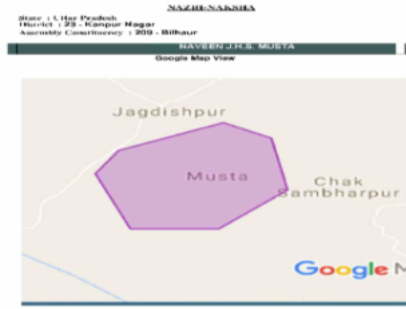 NAZRI-NAKSHA
State : Uttar Pradesh
District : 23 - Kanpur Nagar
Assembly Constituency : 209 - Bilhaur
NAVEEN J.H.S. MUSTA
Google Map View
Jagdishpur
Musta
Chak
Sambharpur
Google M